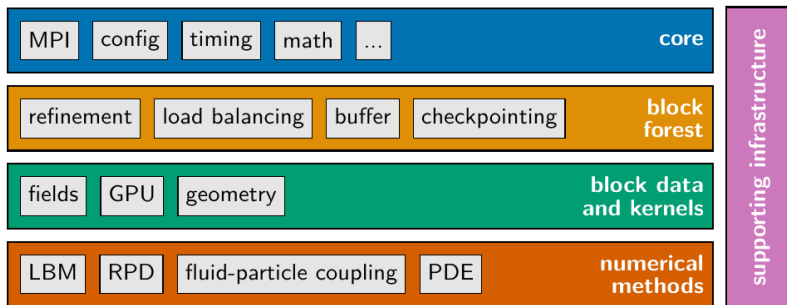 MPI config timing math ... core
refinement load balancing buffer checkpointing block
forest
fields GPU geometry block data
and kernels
LBM RPD fluid-particle coupling PDE numerical
methods
supporting infrastructure